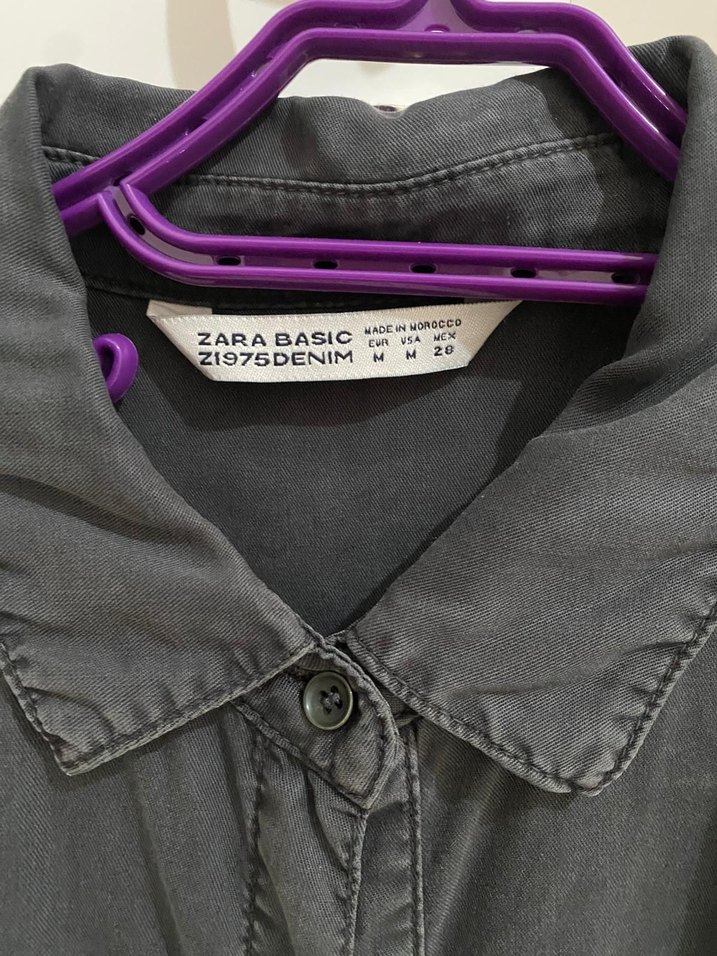 ZARA BASIC
Z1975DENIM
MADE IN MOROCCO
EUR USA MEX
M M 28